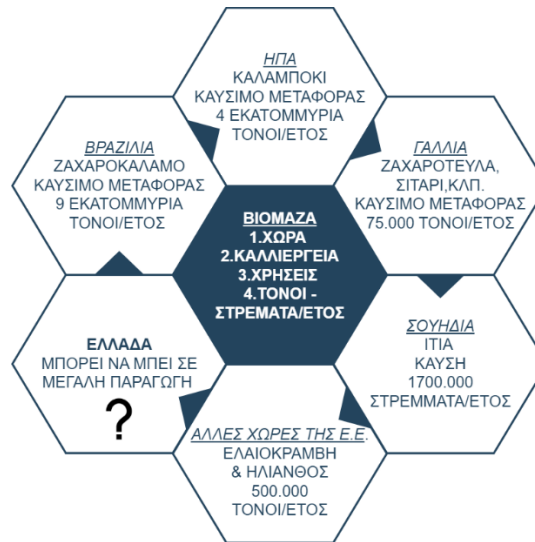 ΗΠΑ
ΚΑΛΑΜΠΟΚΙ
ΚΑΥΣΙΜΟ ΜΕΤΑΦΟΡΑΣ
4 ΕΚΑΤΟΜΜΥΡΙΑ
ΤΟΝΟΙ/ΕΤΟΣ
ΓΑΛΛΙΑ
ΖΑΧΑΡΟΤΕΥΛΑ,
ΣΙΤΑΡΙ,ΚΛΠ.
ΚΑΥΣΙΜΟ ΜΕΤΑΦΟΡΑΣ
75.000 ΤΟΝΟΙ/ΕΤΟΣ
ΣΟΥΗΔΙΑ
ΙΤΙΑ
ΚΑΥΣΗ
1700.000
ΣΤΡΕΜΜΑΤΑ/ΕΤΟΣ
ΑΛΛΕΣ ΧΩΡΕΣ ΤΗΣ Ε.Ε.
ΕΛΑΙΟΚΡΑΜΒΗ
& ΗΛΙΑΝΘΟΣ
500.000
ΤΟΝΟΙ/ΕΤΟΣ
ΕΛΛΑΔΑ
ΜΠΟΡΕΙ ΝΑ ΜΠΕΙ ΣΕ
ΜΕΓΑΛΗ ΠΑΡΑΓΩΓΗ
?
ΒΡΑΖΙΛΙΑ
ΖΑΧΑΡΟΚΑΛΑΜΟ
ΚΑΥΣΙΜΟ ΜΕΤΑΦΟΡΑΣ
9 ΕΚΑΤΟΜΜΥΡΙΑ
ΤΟΝΟΙ/ΕΤΟΣ
ΒΙΟΜΑΖΑ
1.ΧΩΡΑ
2.ΚΑΛΛΙΕΡΓΕΙΑ
3.ΧΡΗΣΕΙΣ
4.ΤΟΝΟΙ -
ΣΤΡΕΜΑΤΑ/ΕΤΟΣ